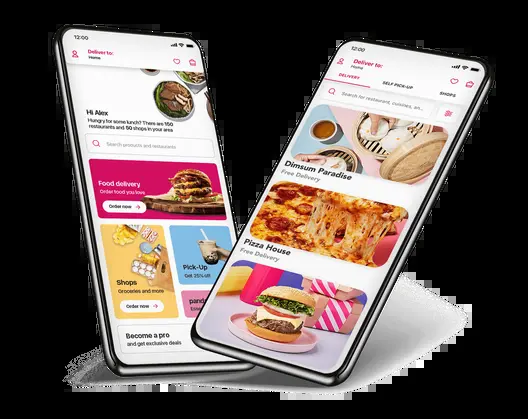 12:00
Deliver to:
Home
Hi Alex
Hungry for some lunch? There are 150
restaurants and 50 shops in your area
Search products and restaurants
Food delivery
Order food you love
Order now
Shops
Groceries and more
Order now
Pick-Up
Get 25% off
panda
Become a pro
and get exclusive deals
12:00
Deliver to:
Home
DELIVERY
SELF PICK-UP
SHOPS
Search for restaurant, cuisines, an...
Dimsum Paradise
Free Delivery
Pizza House
Free Delivery